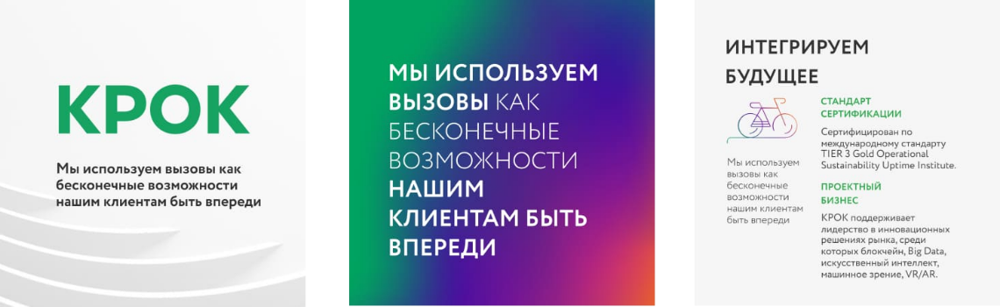 КРОК
Мы используем вызовы как
бесконечные возможности
нашим клиентам быть впереди
МЫ ИСПОЛЬЗУЕМ
ВЫЗОВЫ КАК
БЕСКОНЕЧНЫЕ
ВОЗМОЖНОСТИ
НАШИМ
КЛИЕНТАМ БЫТЬ
ВПЕРЕДИ
ИНТЕГРИРУЕМ
БУДУЩЕЕ
Мы используем
вызовы как
бесконечные
возможности
нашим клиентам
быть впереди
СТАНДАРТ
СЕРТИФИКАЦИИ
Сертифицирован по
международному стандарту
TIER 3 Gold Operational
Sustainability Uptime Institute.
ПРОЕКТНЫЙ
БИЗНЕС
КРОК поддерживает
лидерство в инновационных
решениях рынка, среди
которых блокчейн, Big Data,
искусственный интеллект,
машинное зрение, VR/AR.